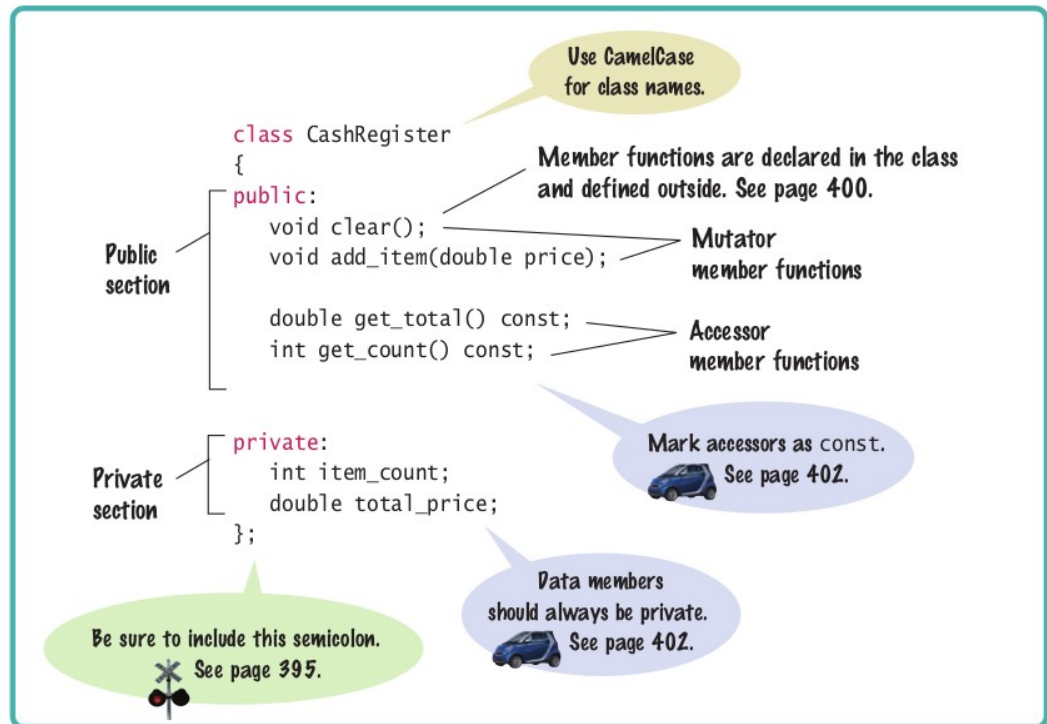 Use CamelCase
for class names.
class CashRegister
{
Member functions are declared in the class
and defined outside. See page 400.
public:
void clear();
void add_item(double price);
Mutator
member functions
Public
section
double get_total() const;
int get_count() const;
Accessor
member functions
Mark accessors as const.
See page 402.
private:
int item_count;
double total_price;
};
Private
section
Data members
should always be private.
See page 402.
Be sure to include this semicolon.
See page 395.